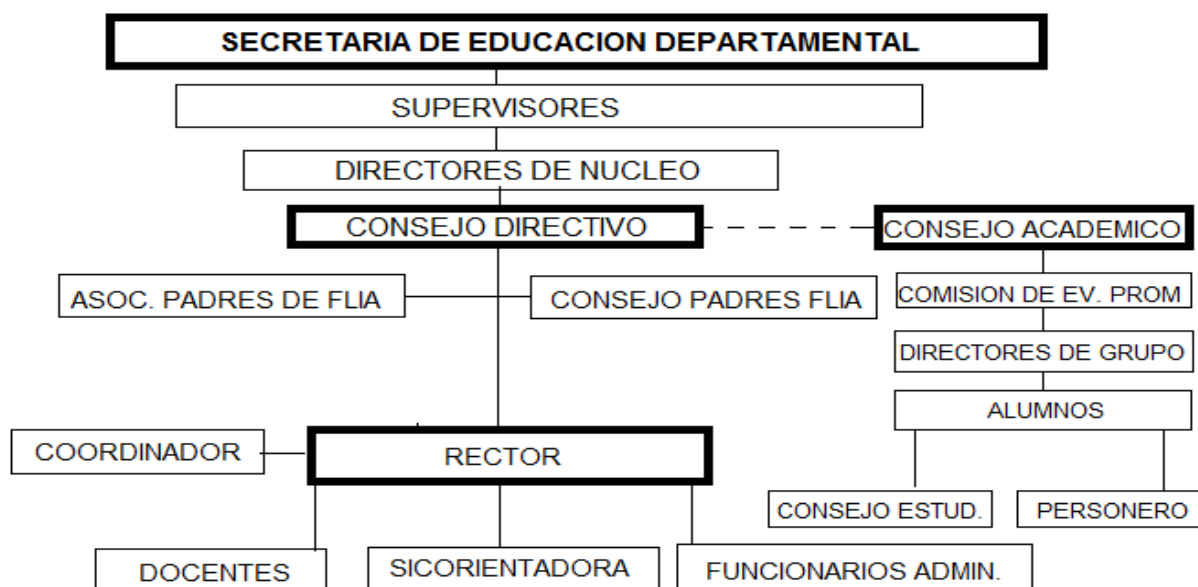 SECRETARIA DE EDUCACION DEPARTAMENTAL
SUPERVISORES
DIRECTORES DE NUCLEO
CONSEJO DIRECTIVO
CONSEJO ACADEMICO
ASOC. PADRES DE FLIA
CONSEJO PADRES FLIA
COMISION DE EV. PROM
DIRECTORES DE GRUPO
ALUMNOS
COORDINADOR
RECTOR
CONSEJO ESTUD.
PERSONERO
DOCENTES
SICORIENTADORA
FUNCIONARIOS ADMIN.